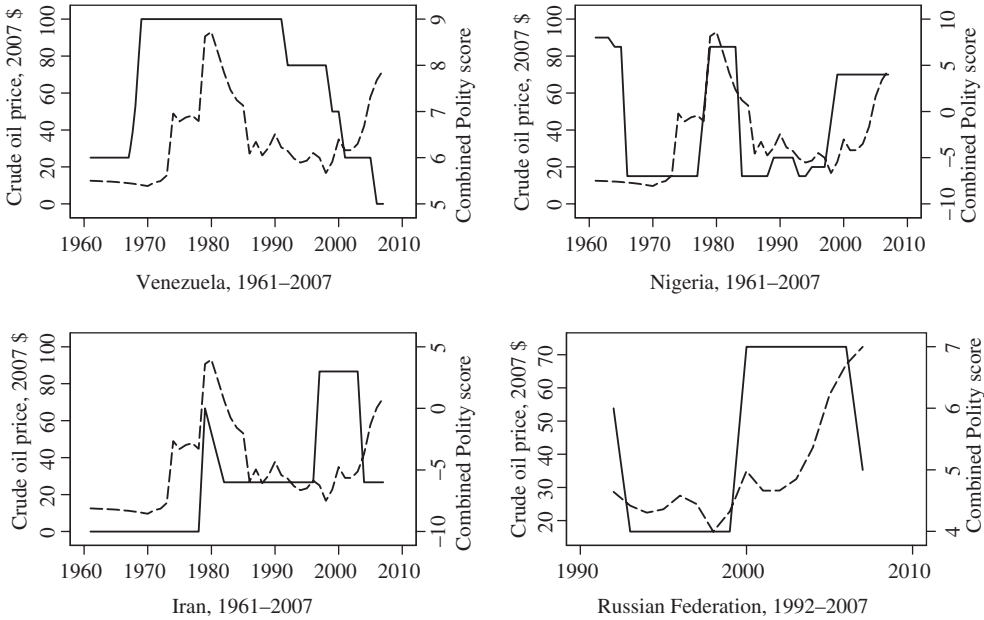 Crude oil price, 2007 $
100
80
60
40
20
0
9
8
7
6
5
Combined Polity score
1960 1970 1980 1990 2000 2010
Venezuela, 1961–2007
Crude oil price, 2007 $
100
80
60
40
20
0
10
5
0
−5
−10
Combined Polity score
1960 1970 1980 1990 2000 2010
Nigeria, 1961–2007
Crude oil price, 2007 $
100
80
60
40
20
0
5
0
−5
−10
Combined Polity score
1960 1970 1980 1990 2000 2010
Iran, 1961–2007
Crude oil price, 2007 $
70
60
50
40
30
20
7
6
5
4
Combined Polity score
1990 2000 2010
Russian Federation, 1992–2007